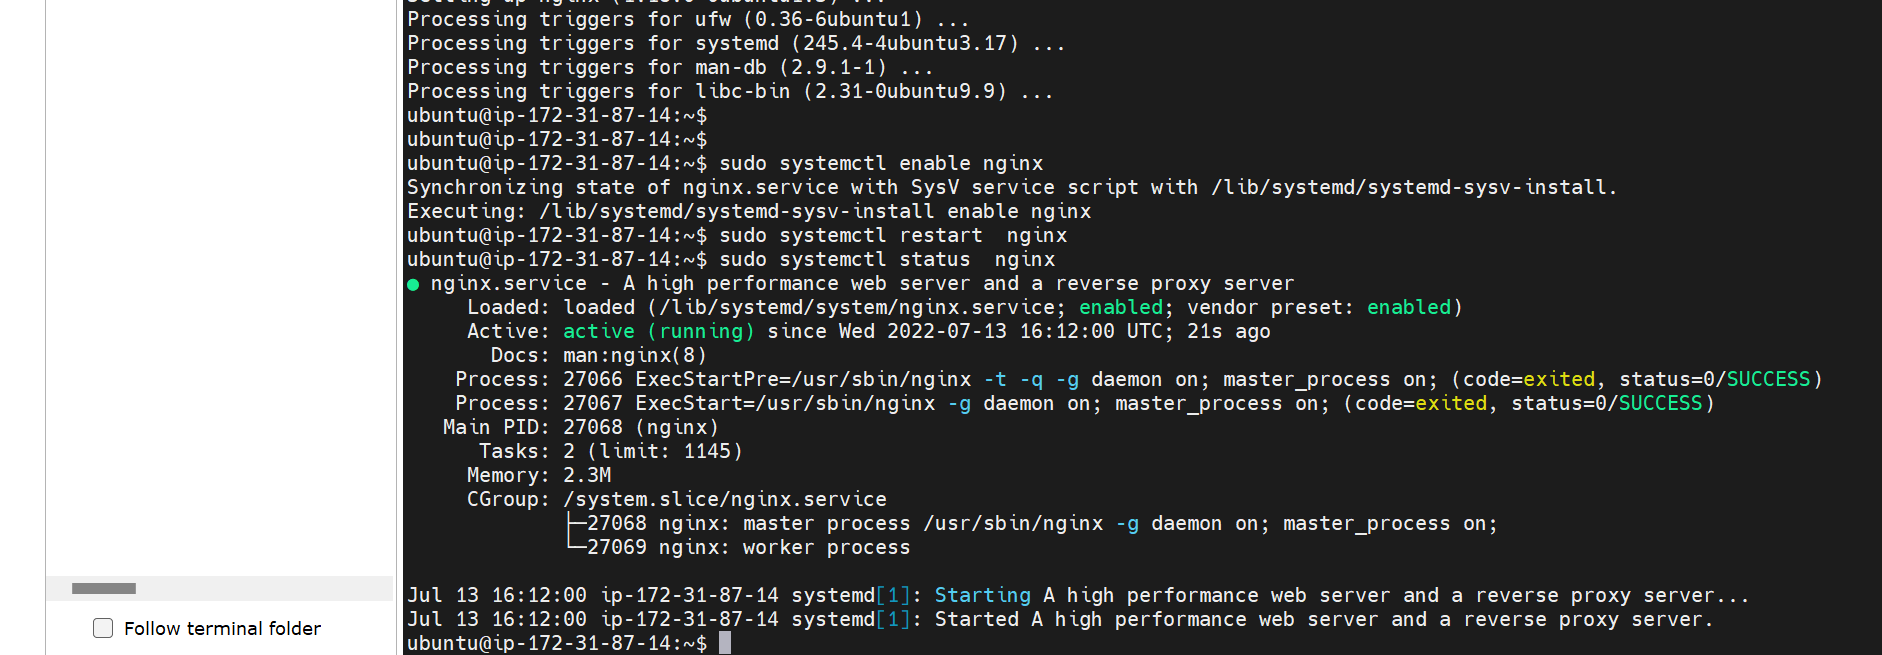 Processing triggers for ufw (0.36-6ubuntu1) ...
Processing triggers for systemd (245.4-4ubuntu3.17) ...
Processing triggers for man-db (2.9.1-1) ...
Processing triggers for libc-bin (2.31-0ubuntu9.9) ...
ubuntu@ip-172-31-87-14:~$
ubuntu@ip-172-31-87-14:~$
ubuntu@ip-172-31-87-14:~$ sudo systemctl enable nginx
Synchronizing state of nginx.service with SysV service script with /lib/systemd/systemd-sysv-install.
Executing: /lib/systemd/systemd-sysv-install enable nginx
ubuntu@ip-172-31-87-14:~$ sudo systemctl restart  nginx
ubuntu@ip-172-31-87-14:~$ sudo systemctl status  nginx
● nginx.service - A high performance web server and a reverse proxy server
     Loaded: loaded (/lib/systemd/system/nginx.service; enabled; vendor preset: enabled)
     Active: active (running) since Wed 2022-07-13 16:12:00 UTC; 21s ago
       Docs: man:nginx(8)
    Process: 27066 ExecStartPre=/usr/sbin/nginx -t -q -g daemon on; master_process on; (code=exited, status=0/SUCCESS)
    Process: 27067 ExecStart=/usr/sbin/nginx -g daemon on; master_process on; (code=exited, status=0/SUCCESS)
   Main PID: 27068 (nginx)
      Tasks: 2 (limit: 1145)
     Memory: 2.3M
     CGroup: /system.slice/nginx.service
             ├─27068 nginx: master process /usr/sbin/nginx -g daemon on; master_process on;
             └─27069 nginx: worker process
Jul 13 16:12:00 ip-172-31-87-14 systemd[1]: Starting A high performance web server and a reverse proxy server...
Jul 13 16:12:00 ip-172-31-87-14 systemd[1]: Started A high performance web server and a reverse proxy server.
ubuntu@ip-172-31-87-14:~$
Follow terminal folder